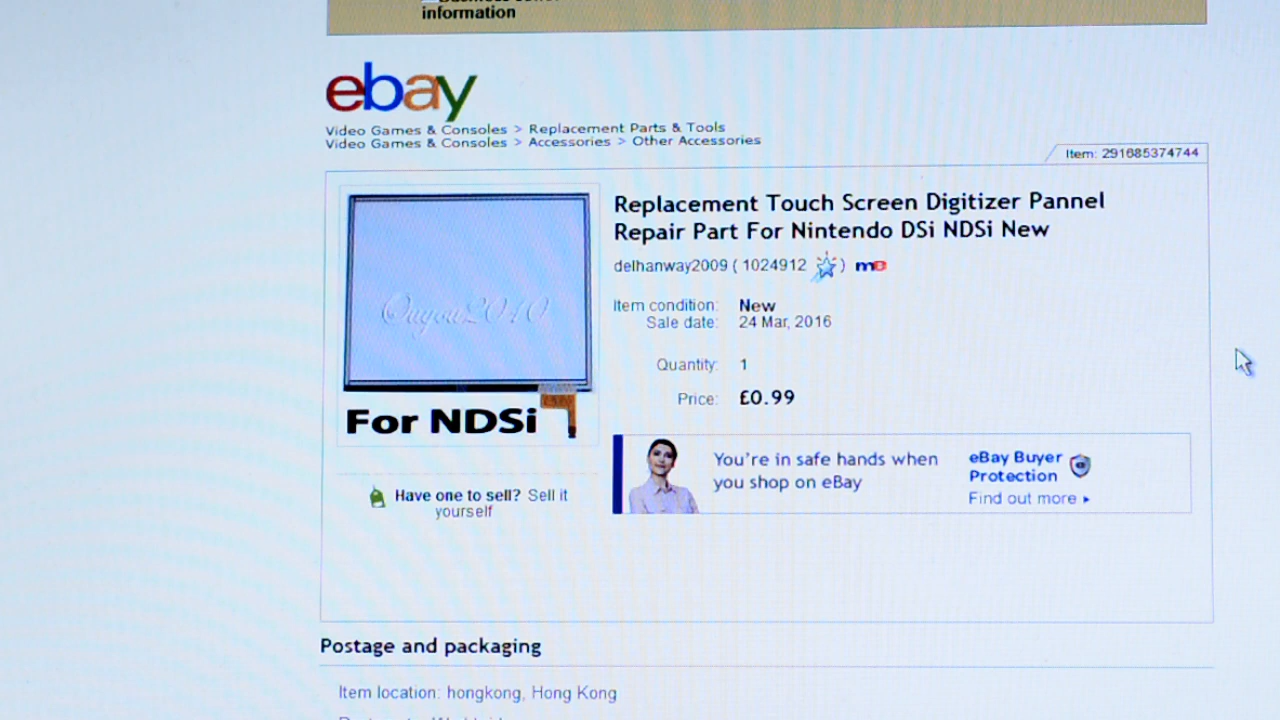 information
ebay
Video Games & Consoles > Replacement Parts & Tools
Video Games & Consoles > Accessories > Other Accessories
Item: 291685374744
Replacement Touch Screen Digitizer Pannel
Repair Part For Nintendo DSi NDSi New
delhanway2009 ( 1024912 ) me
Item condition: New
Sale date: 24 Mar, 2016
Quantity: 1
Price: £0.99
Ouyou2010
For NDSi
Have one to sell? Sell it
yourself
You're in safe hands when
you shop on eBay
eBay Buyer
Protection
Find out more ▸
Postage and packaging
Item location: hongkong, Hong Kong